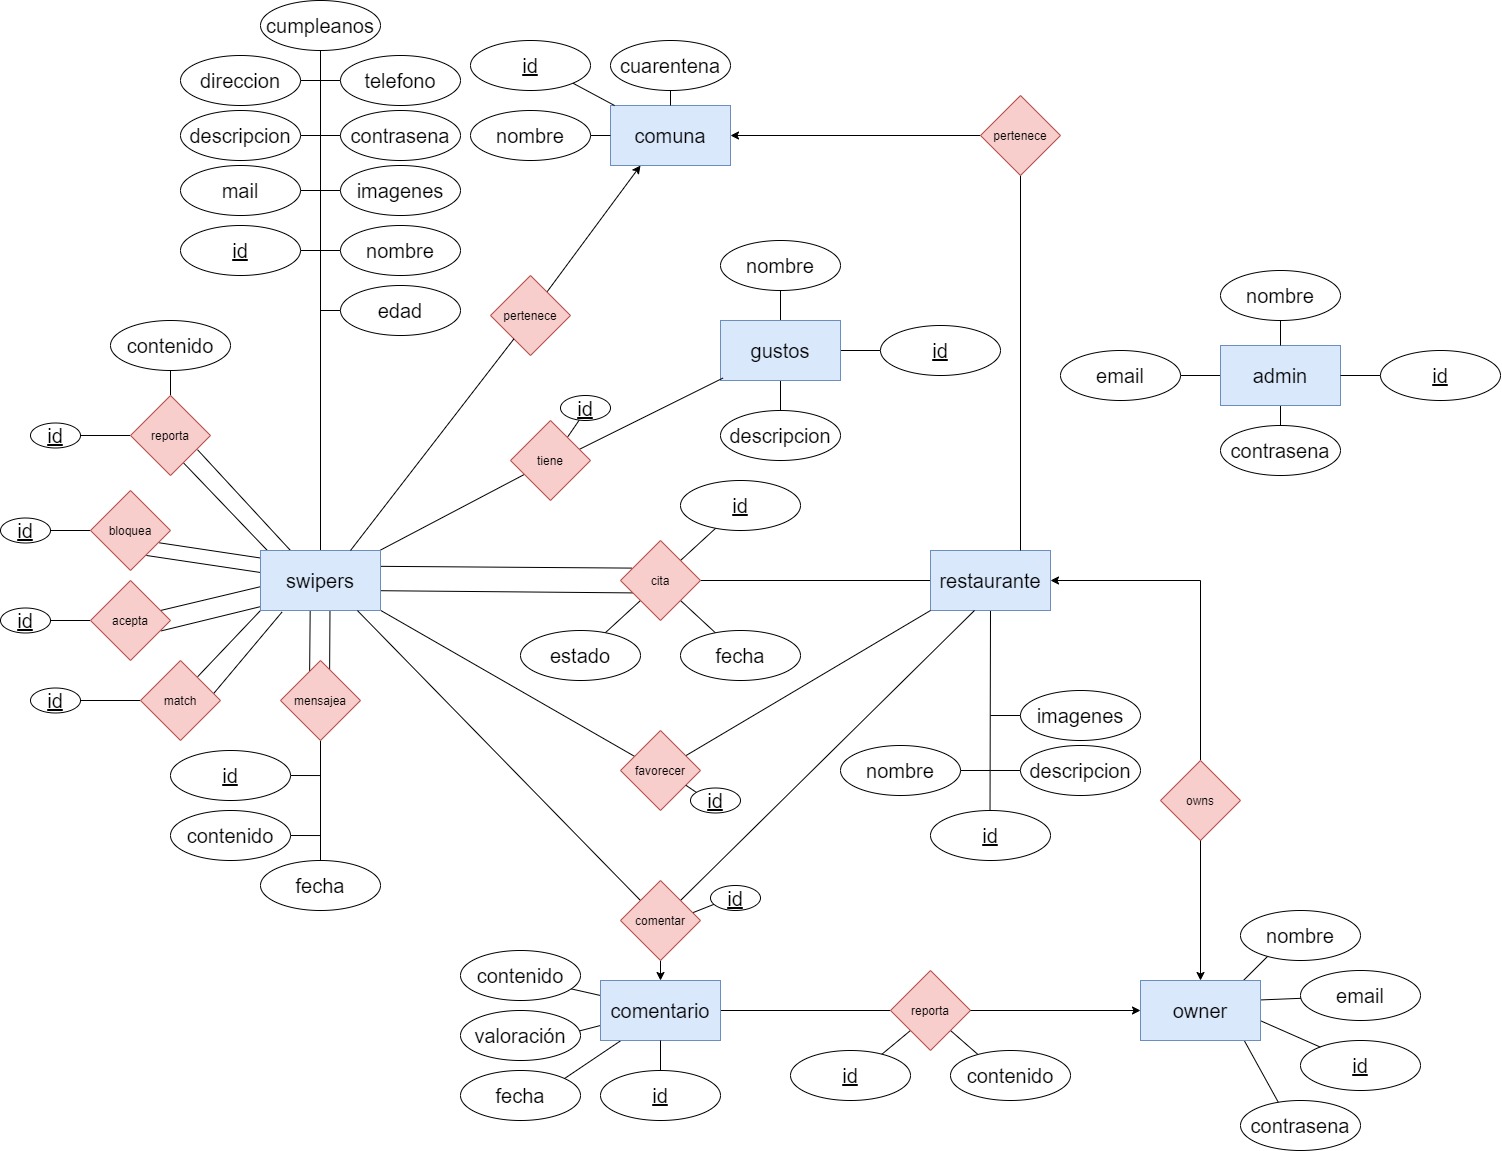 cumpleanos
direccion
telefono
descripcion
contrasena
mail
imagenes
id
nombre
edad
id
cuarentena
nombre
comuna
pertenece
pertenece
nombre
gustos
id
descripcion
nombre
email
admin
id
contrasena
contenido
id
reporta
id
tiene
id
bloquea
id
acepta
id
match
swipers
id
cita
estado
fecha
restaurante
mensajea
id
contenido
fecha
favorecer
id
imagenes
nombre
descripcion
id
owns
comentar
id
contenido
valoración
fecha
comentario
id
reporta
id
contenido
owner
nombre
email
id
contrasena